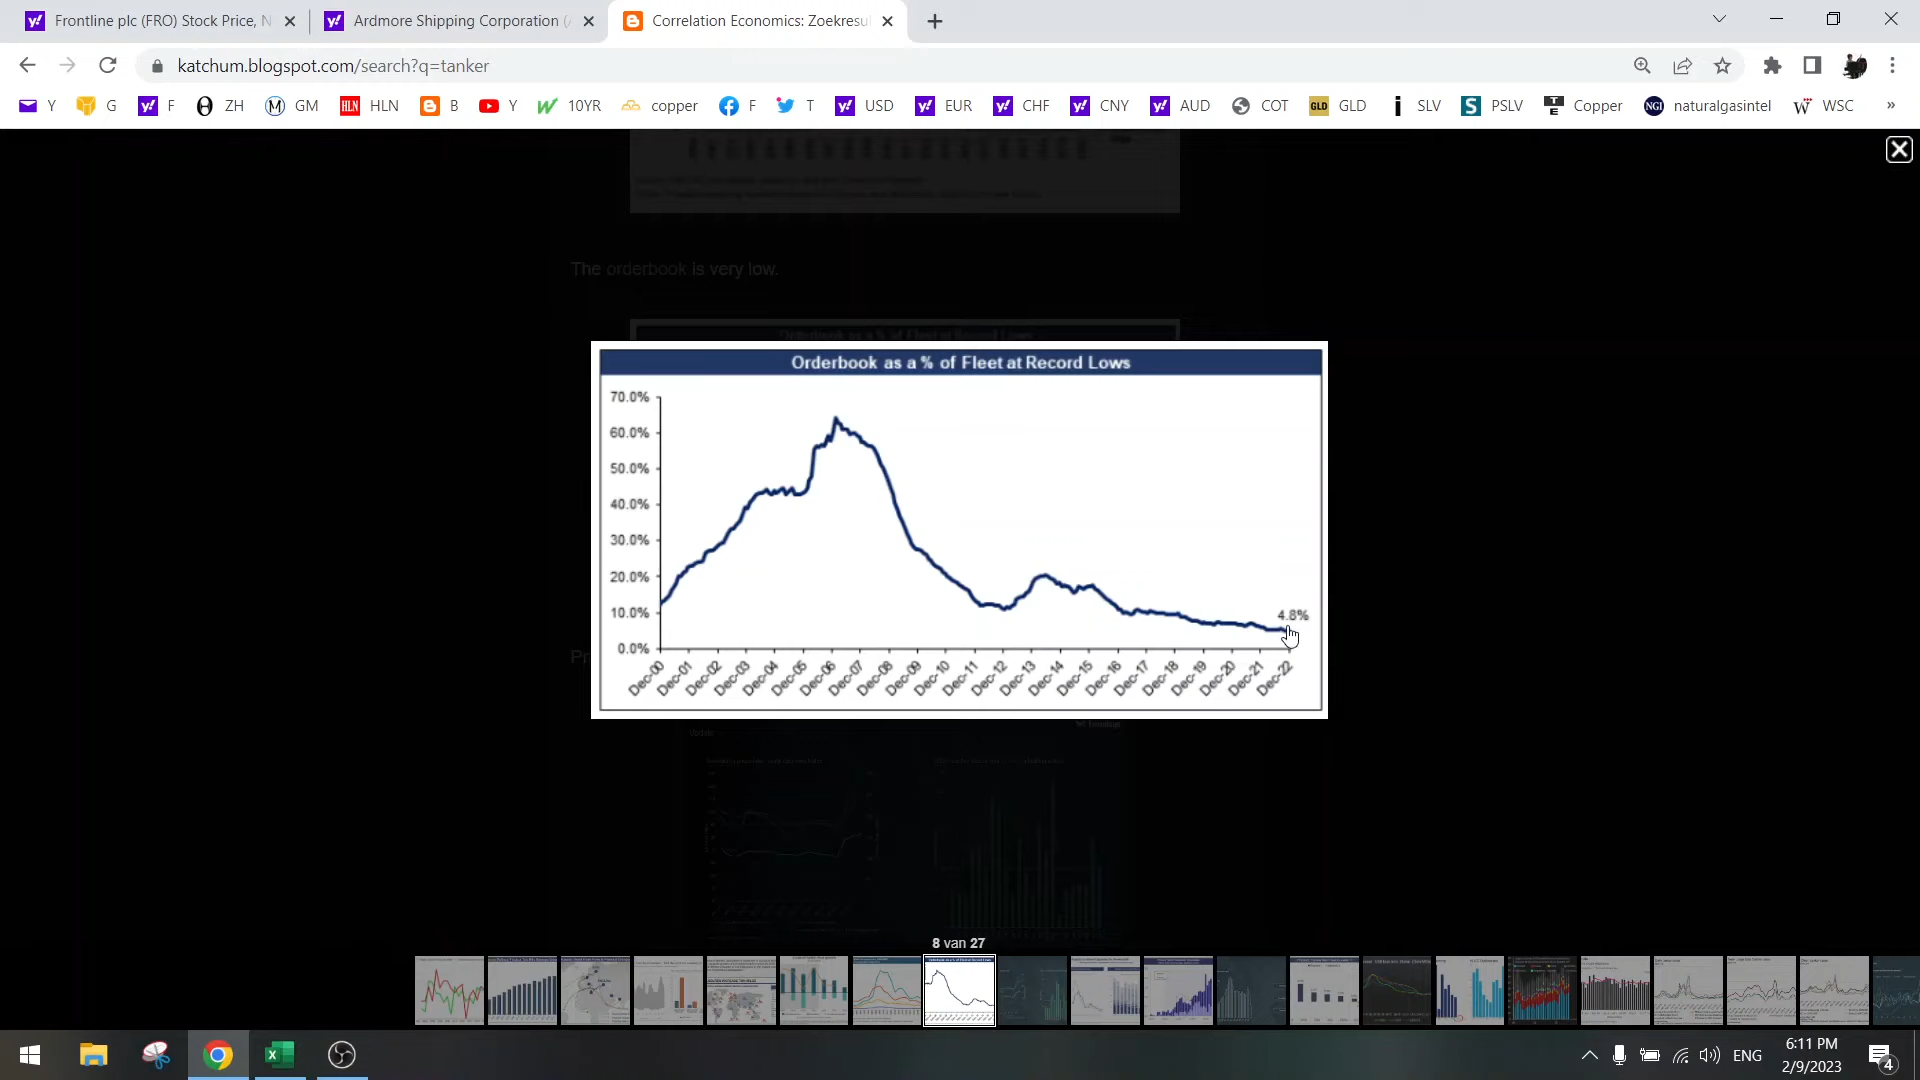 Frontline plc (FRO) Stock Price, N
Ardmore Shipping Corporation (
Correlation Economics: Zoekresul
katchum.blogspot.com/search?q=tanker
Y G F ZH GM HLN B Y 10YR copper F T USD EUR CHF CNY AUD COT GLD SLV PSLV Copper naturalgasintel WSC »
The orderbook is very low.
Orderbook as a % of Fleet at Record Lows
70.0%
60.0%
50.0%
40.0%
30.0%
20.0%
10.0%
0.0%
4.8%
Dec-00 Dec-01 Dec-02 Dec-03 Dec-04 Dec-05 Dec-06 Dec-07 Dec-08 Dec-09 Dec-10 Dec-11 Dec-12 Dec-13 Dec-14 Dec-15 Dec-16 Dec-17 Dec-18 Dec-19 Dec-20 Dec-21 Dec-22
Update
8 van 27
ENG
6:11 PM
2/9/2023
4